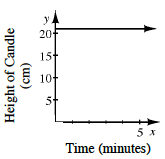 y
20
15
10
5
Height of Candle
(cm)
5 x
Time (minutes)